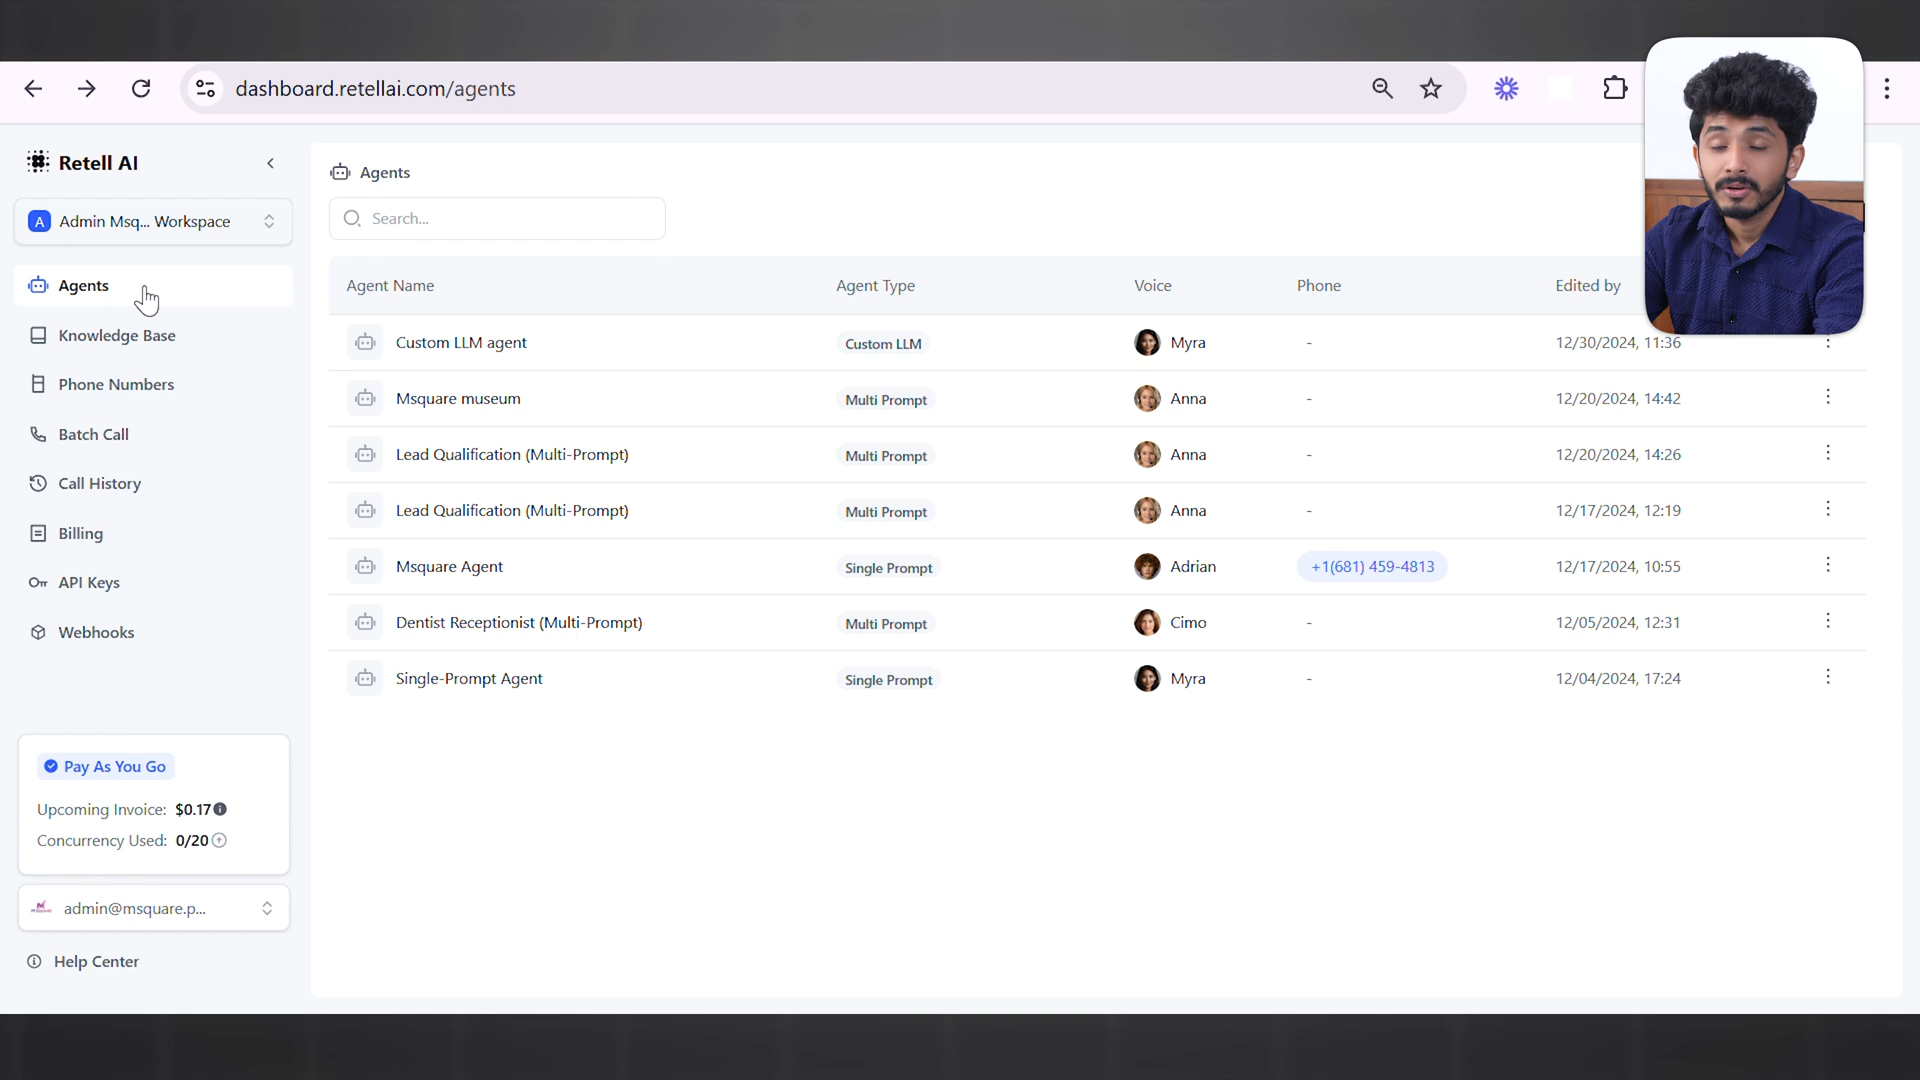 dashboard.retellai.com/agents
Retell AI
A Admin Msq... Workspace
Agents
Knowledge Base
Phone Numbers
Batch Call
Call History
Billing
API Keys
Webhooks
Pay As You Go
Upcoming Invoice: $0.17
Concurrency Used: 0/20
admin@msquare.p...
Help Center
Agents
Search...
Agent Name Agent Type Voice Phone Edited by
Custom LLM agent Custom LLM Myra - 12/30/2024, 11:36
Msquare museum Multi Prompt Anna - 12/20/2024, 14:42
Lead Qualification (Multi-Prompt) Multi Prompt Anna - 12/20/2024, 14:26
Lead Qualification (Multi-Prompt) Multi Prompt Anna - 12/17/2024, 12:19
Msquare Agent Single Prompt Adrian +1(681) 459-4813 12/17/2024, 10:55
Dentist Receptionist (Multi-Prompt) Multi Prompt Cimo - 12/05/2024, 12:31
Single-Prompt Agent Single Prompt Myra - 12/04/2024, 17:24